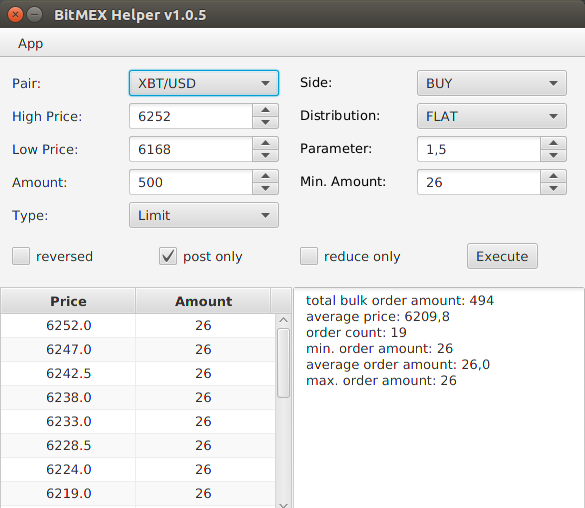 BitMEX Helper v1.0.5
App
Pair: XBT/USD Side: BUY
High Price: 6252 Distribution: FLAT
Low Price: 6168 Parameter: 1,5
Amount: 500 Min. Amount: 26
Type: Limit
reversed post only reduce only Execute
Price Amount
6252.0 26
6247.0 26
6242.5 26
6238.0 26
6233.0 26
6228.5 26
6224.0 26
6219.0 26
total bulk order amount: 494
average price: 6209,8
order count: 19
min. order amount: 26
average order amount: 26,0
max. order amount: 26